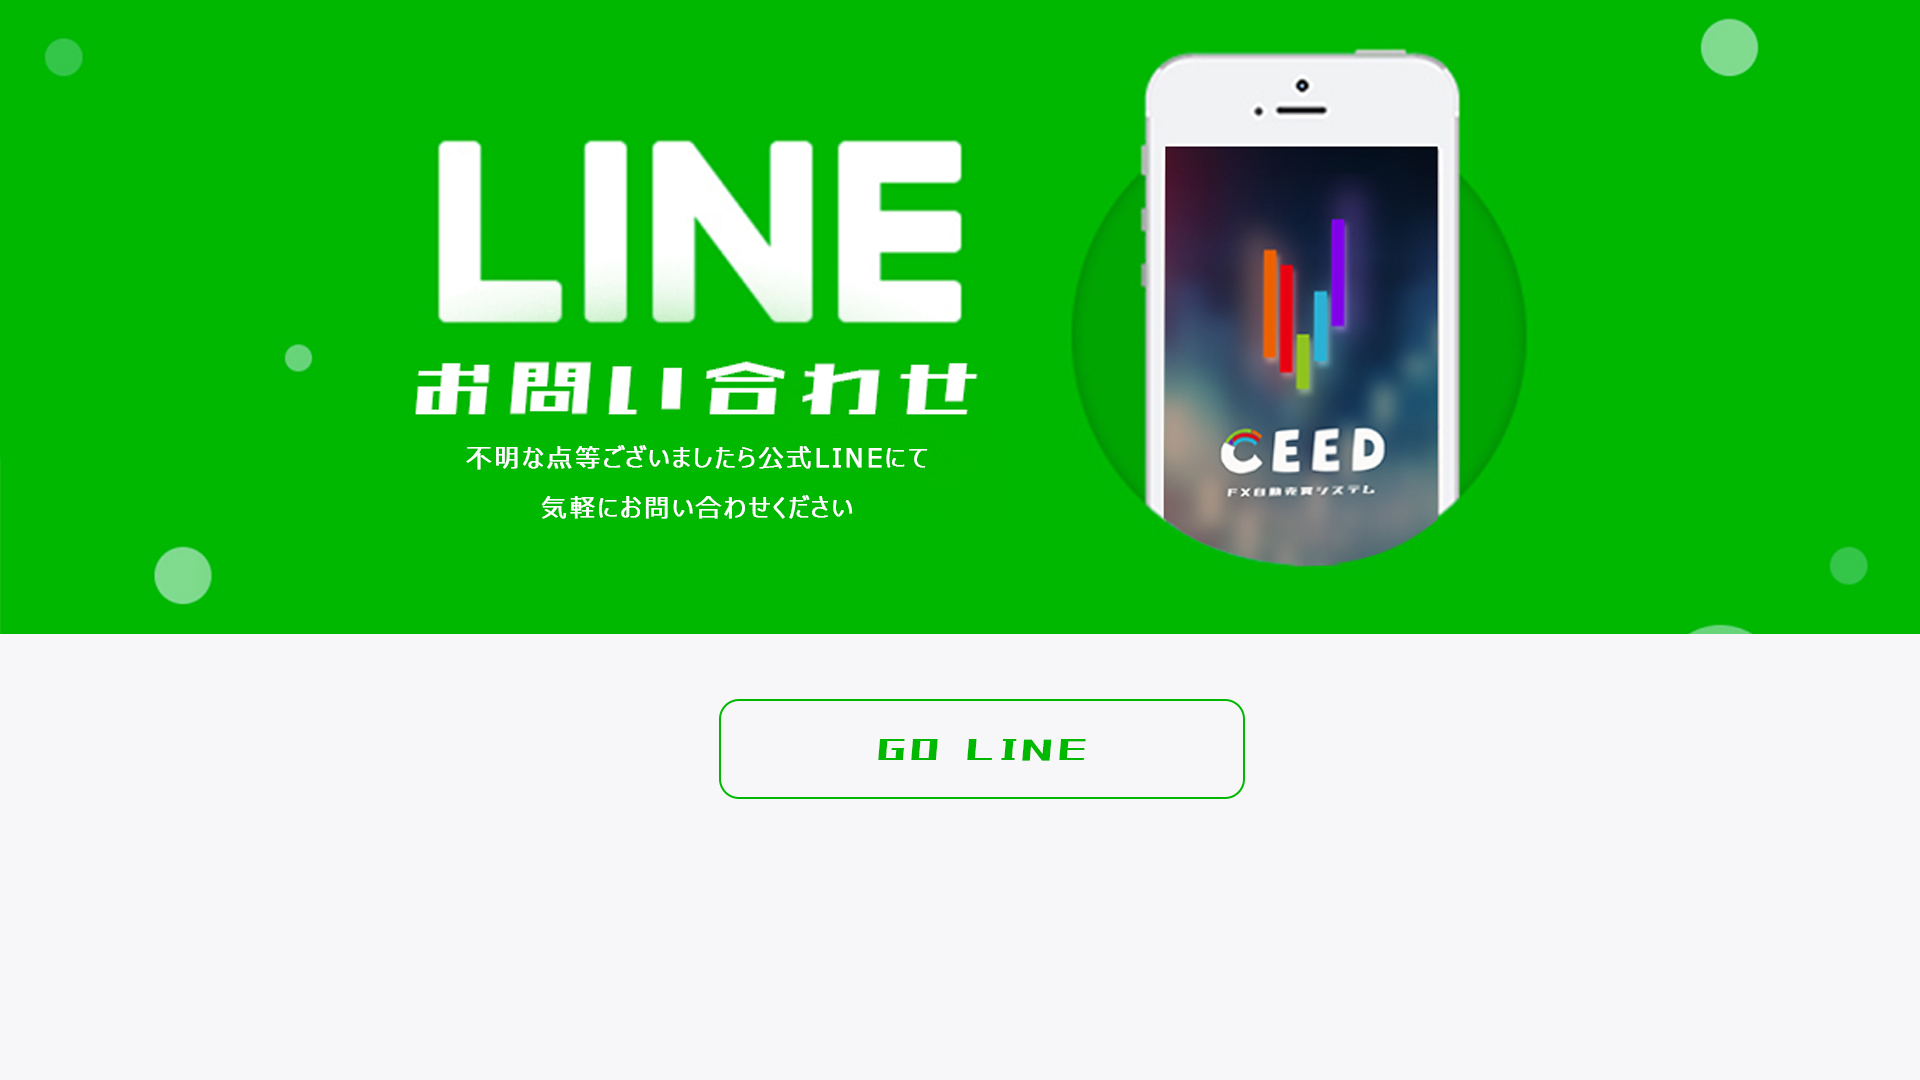 LINE
お問い合わせ
不明な点等ございましたら公式LINEにて
気軽にお問い合わせください
CEED
FX自動売買システム
GO LINE